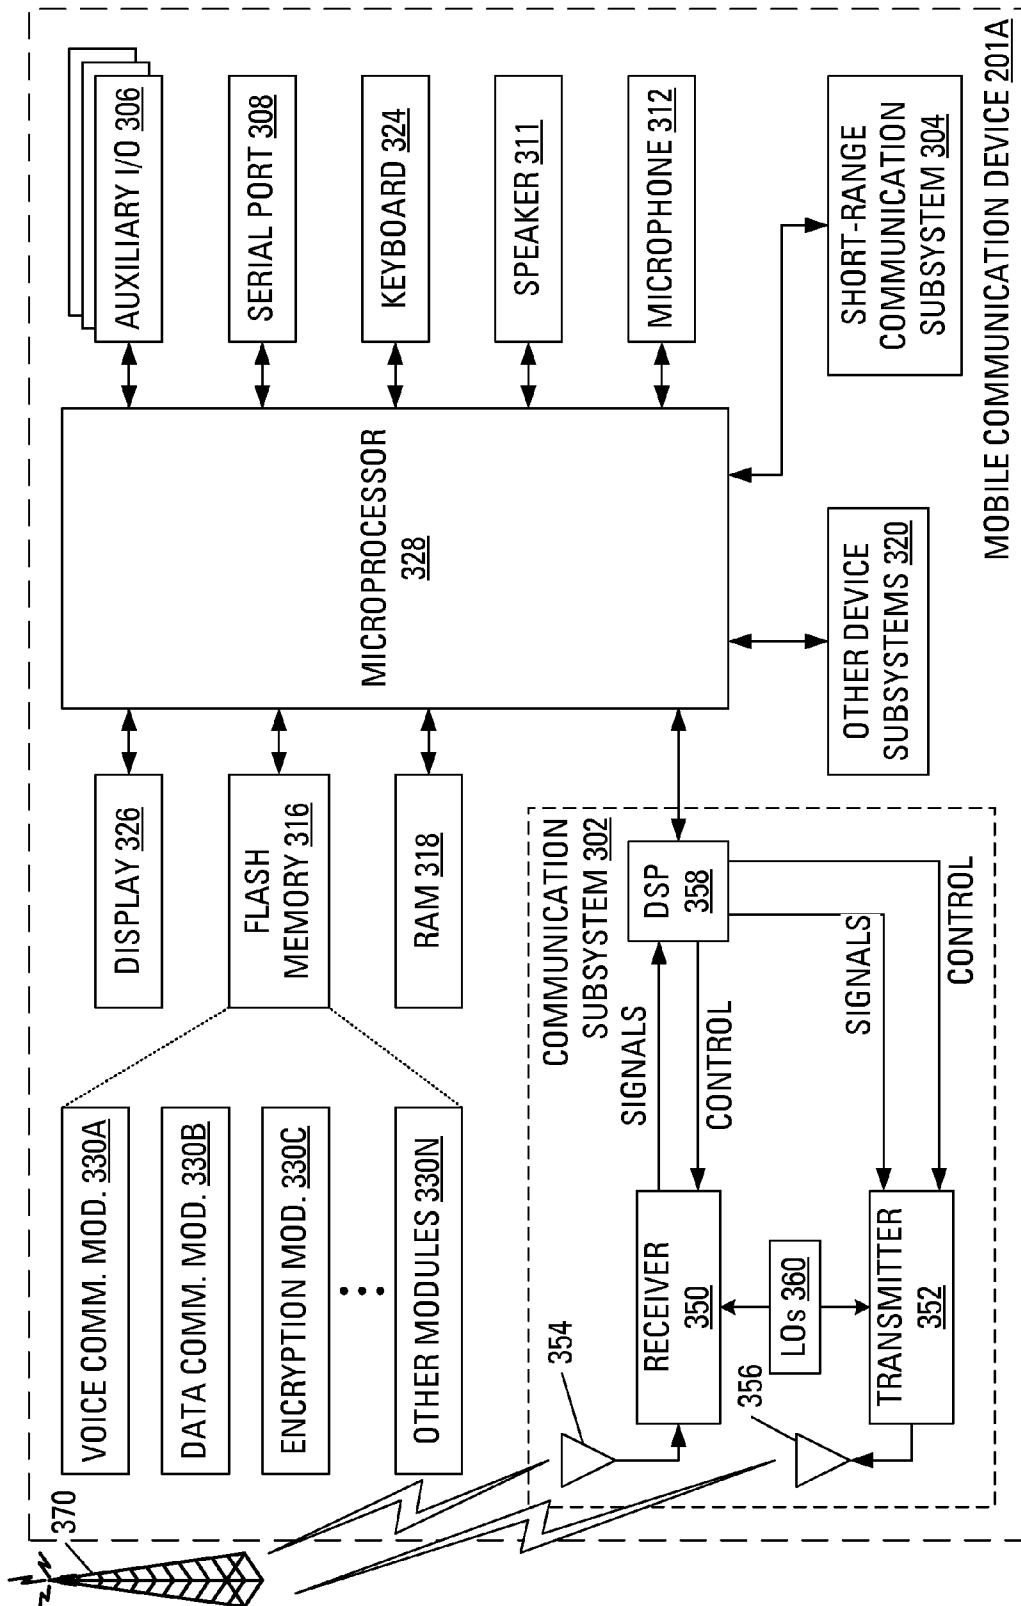 370
VOICE COMM. MOD. 330A
DATA COMM. MOD. 330B
ENCRYPTION MOD. 330C
OTHER MODULES 330N
DISPLAY 326
FLASH
MEMORY 316
RAM 318
MICROPROCESSOR
328
AUXILIARY I/O 306
SERIAL PORT 308
KEYBOARD 324
SPEAKER 311
MICROPHONE 312
SHORT-RANGE
COMMUNICATION
SUBSYSTEM 304
OTHER DEVICE
SUBSYSTEMS 320
COMMUNICATION
SUBSYSTEM 302
DSP
358
SIGNALS
CONTROL
SIGNALS
CONTROL
354
RECEIVER
350
LOs 360
356
TRANSMITTER
352
MOBILE COMMUNICATION DEVICE 201A